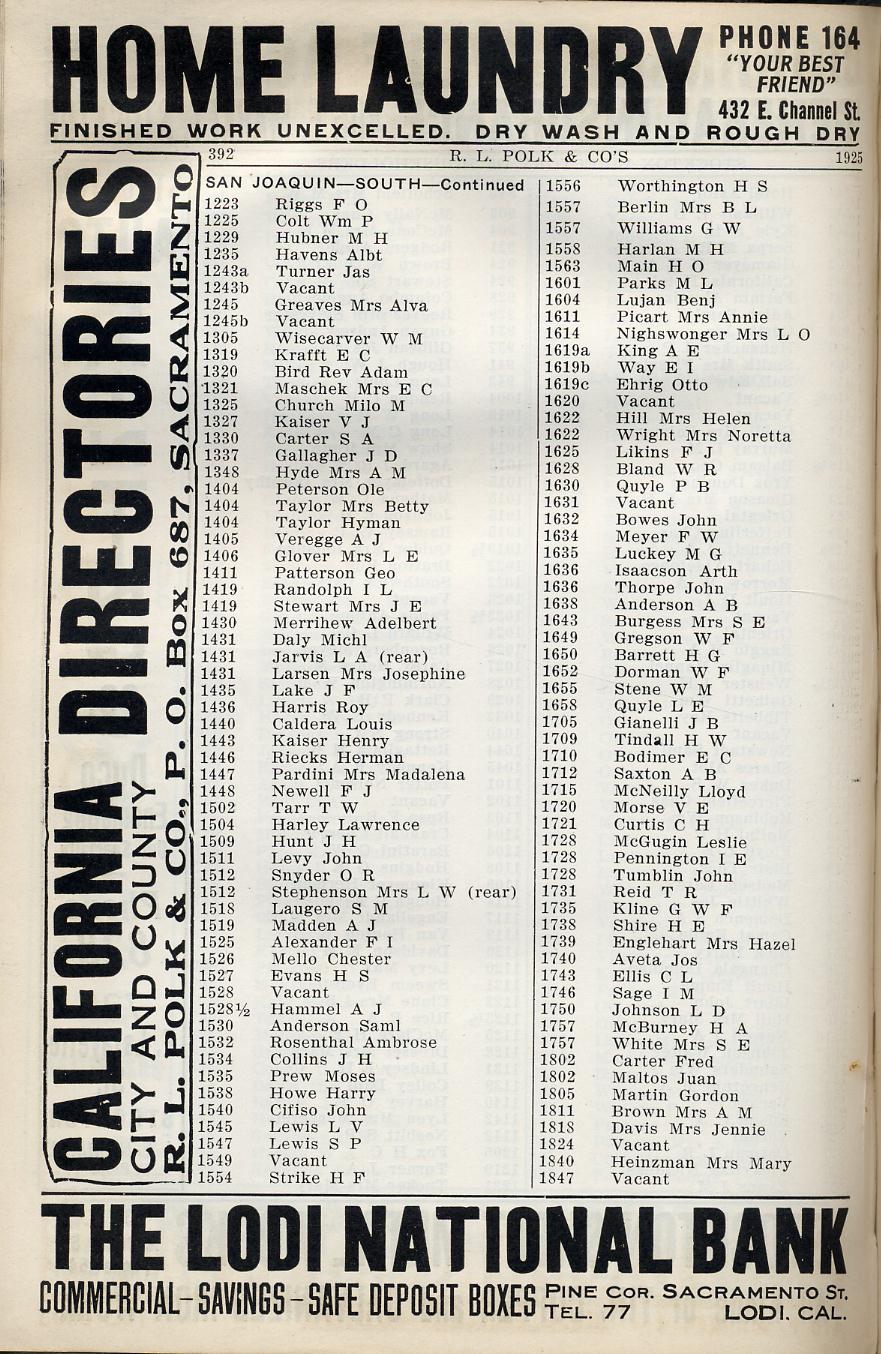 HOME LAUNDRY
PHONE 164
"YOUR BEST
FRIEND"
432 E. Channel St.
FINISHED WORK UNEXCELLED. DRY WASH AND ROUGH DRY
CALIFORNIA DIRECTORIES
CITY AND COUNTY
R. L. POLK & CO., P. O. Box 687, SACRAMENTO
392 R. L. POLK & CO'S 1925
SAN JOAQUIN—SOUTH—Continued
1223 Riggs F O
1225 Colt Wm P
1229 Hubner M H
1235 Havens Albt
1243a Turner Jas
1243b Vacant
1245 Greaves Mrs Alva
1245b Vacant
1305 Wisecarver W M
1319 Krafft E C
1320 Bird Rev Adam
1321 Maschek Mrs E C
1325 Church Milo M
1327 Kaiser V J
1330 Carter S A
1337 Gallagher J D
1348 Hyde Mrs A M
1404 Peterson Ole
1404 Taylor Mrs Betty
1404 Taylor Hyman
1405 Veregge A J
1406 Glover Mrs L E
1411 Patterson Geo
1419 Randolph I L
1419 Stewart Mrs J E
1430 Merrihew Adelbert
1431 Daly Michl
1431 Jarvis L A (rear)
1431 Larsen Mrs Josephine
1435 Lake J F
1436 Harris Roy
1440 Caldera Louis
1443 Kaiser Henry
1446 Riecks Herman
1447 Pardini Mrs Madalena
1448 Newell F J
1502 Tarr T W
1504 Harley Lawrence
1509 Hunt J H
1511 Levy John
1512 Snyder O R
1512 Stephenson Mrs L W (rear)
1518 Laugero S M
1519 Madden A J
1525 Alexander F I
1526 Mello Chester
1527 Evans H S
1528 Vacant
1528½ Hammel A J
1530 Anderson Saml
1532 Rosenthal Ambrose
1534 Collins J H
1535 Prew Moses
1538 Howe Harry
1540 Cifiso John
1545 Lewis L V
1547 Lewis S P
1549 Vacant
1554 Strike H F
1556 Worthington H S
1557 Berlin Mrs B L
1557 Williams G W
1558 Harlan M H
1563 Main H O
1601 Parks M L
1604 Lujan Benj
1611 Picart Mrs Annie
1614 Nighswonger Mrs L O
1619a King A E
1619b Way E I
1619c Ehrig Otto
1620 Vacant
1622 Hill Mrs Helen
1622 Wright Mrs Noretta
1625 Likins F J
1628 Bland W R
1630 Quyle P B
1631 Vacant
1632 Bowes John
1634 Meyer F W
1635 Luckey M G
1636 Isaacson Arth
1636 Thorpe John
1638 Anderson A B
1643 Burgess Mrs S E
1649 Gregson W F
1650 Barrett H G
1652 Dorman W F
1655 Stene W M
1658 Quyle L E
1705 Gianelli J B
1709 Tindall H W
1710 Bodimer E C
1712 Saxton A B
1715 McNeilly Lloyd
1720 Morse V E
1721 Curtis C H
1728 McGugin Leslie
1728 Pennington I E
1728 Tumblin John
1731 Reid T R
1735 Kline G W F
1738 Shire H E
1739 Englehart Mrs Hazel
1740 Aveta Jos
1743 Ellis C L
1746 Sage I M
1750 Johnson L D
1757 McBurney H A
1757 White Mrs S E
1802 Carter Fred
1802 Maltos Juan
1805 Martin Gordon
1811 Brown Mrs A M
1818 Davis Mrs Jennie
1824 Vacant
1840 Heinzman Mrs Mary
1847 Vacant
THE LODI NATIONAL BANK
COMMERCIAL—SAVINGS—SAFE DEPOSIT BOXES
PINE COR. SACRAMENTO ST.
TEL. 77 LODI. CAL.